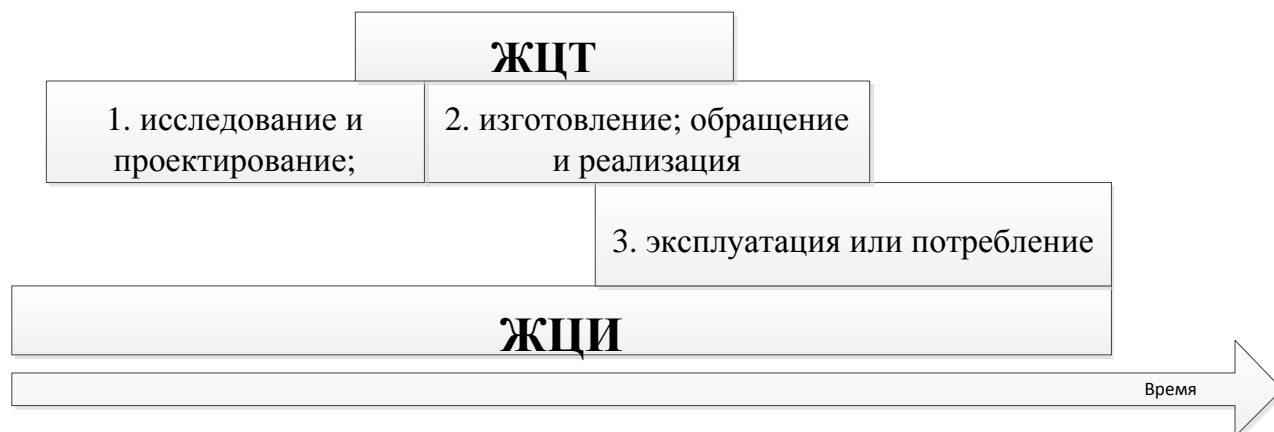 ЖЦТ
1. исследование и
проектирование;
2. изготовление; обращение
и реализация
3. эксплуатация или потребление
ЖЦИ
Время